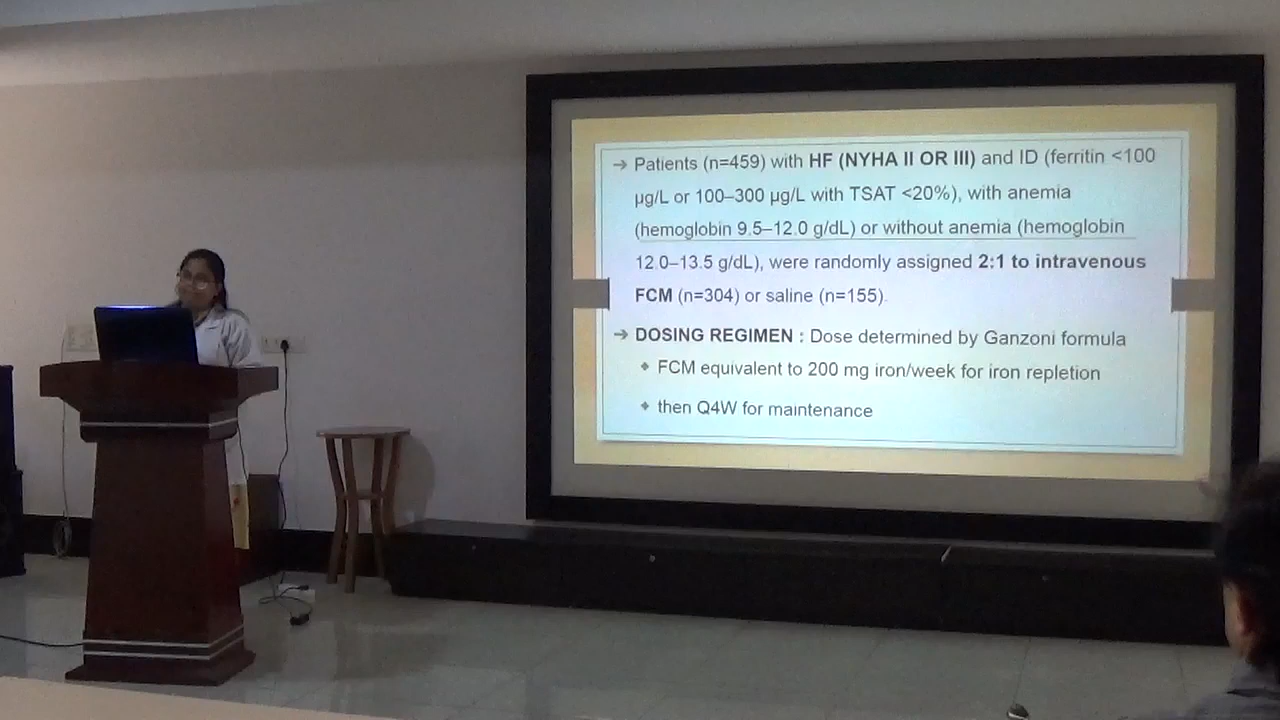 → Patients (n=459) with HF (NYHA II OR III) and ID (ferritin <100
µg/L or 100–300 µg/L with TSAT <20%), with anemia
(hemoglobin 9.5–12.0 g/dL) or without anemia (hemoglobin
12.0–13.5 g/dL), were randomly assigned 2:1 to intravenous
FCM (n=304) or saline (n=155).
→ DOSING REGIMEN : Dose determined by Ganzoni formula
❖ FCM equivalent to 200 mg iron/week for iron repletion
❖ then Q4W for maintenance